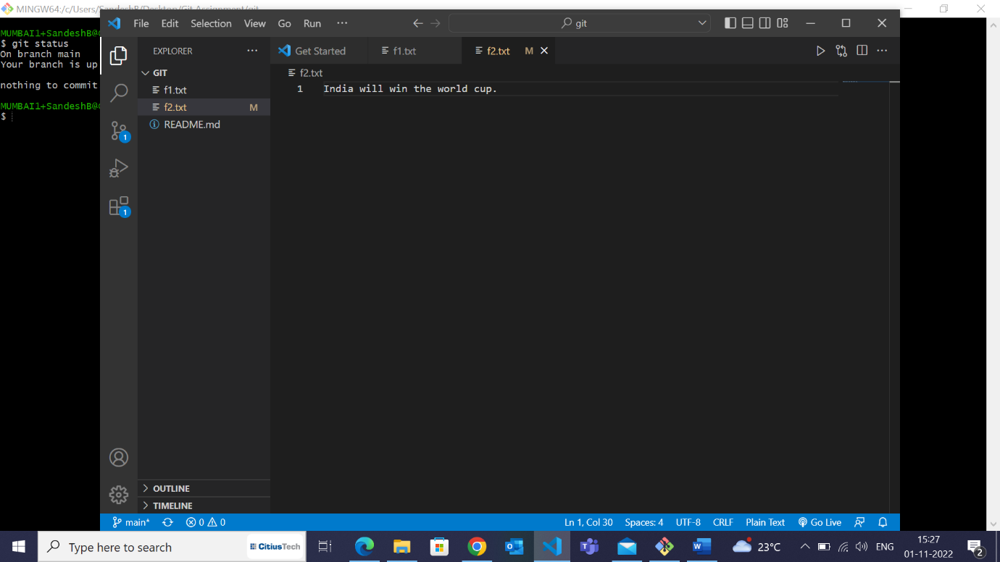 MINGW64:/c/Users/SandeshB/Desktop/Git Assignment/git
MUMBAI1+SandeshB@
$ git status
On branch main
Your branch is up
nothing to commit
MUMBAI1+SandeshB@
$
File Edit Selection View Go Run ···
git
EXPLORER ···
GIT
f1.txt
f2.txt M
README.md
OUTLINE
TIMELINE
1
1
Get Started
f1.txt
f2.txt M
f2.txt
1 India will win the world cup.
main* 0 0
Ln 1, Col 30 Spaces: 4 UTF-8 CRLF Plain Text Go Live
Type here to search
CitiusTech
23°C
ENG
15:27
01-11-2022
2